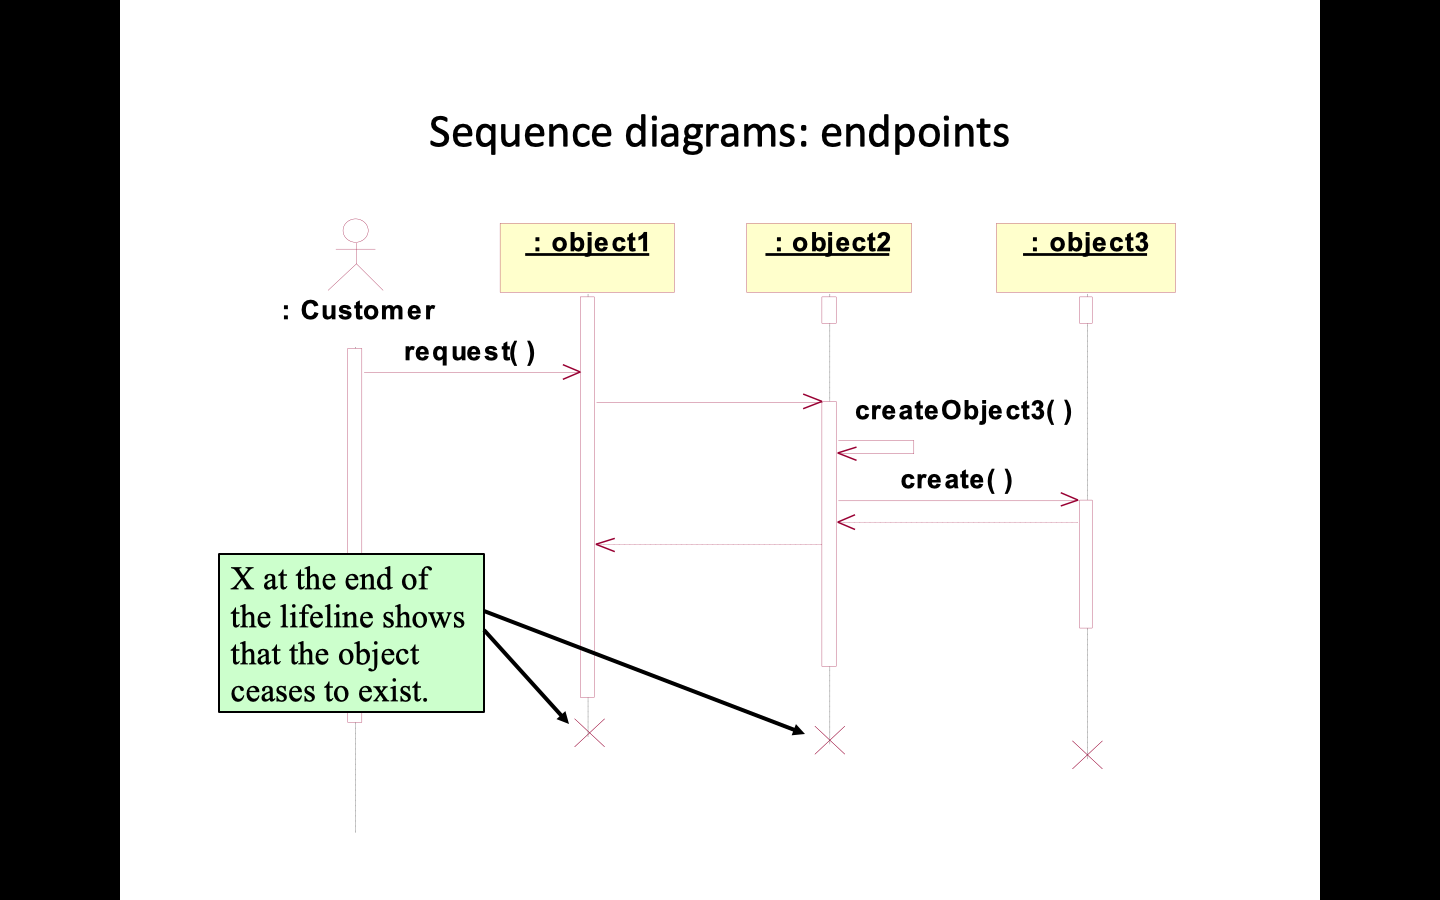 Sequence diagrams: endpoints
: object1
: object2
: object3
: Customer
request( )
createObject3( )
create( )
X at the end of
the lifeline shows
that the object
ceases to exist.